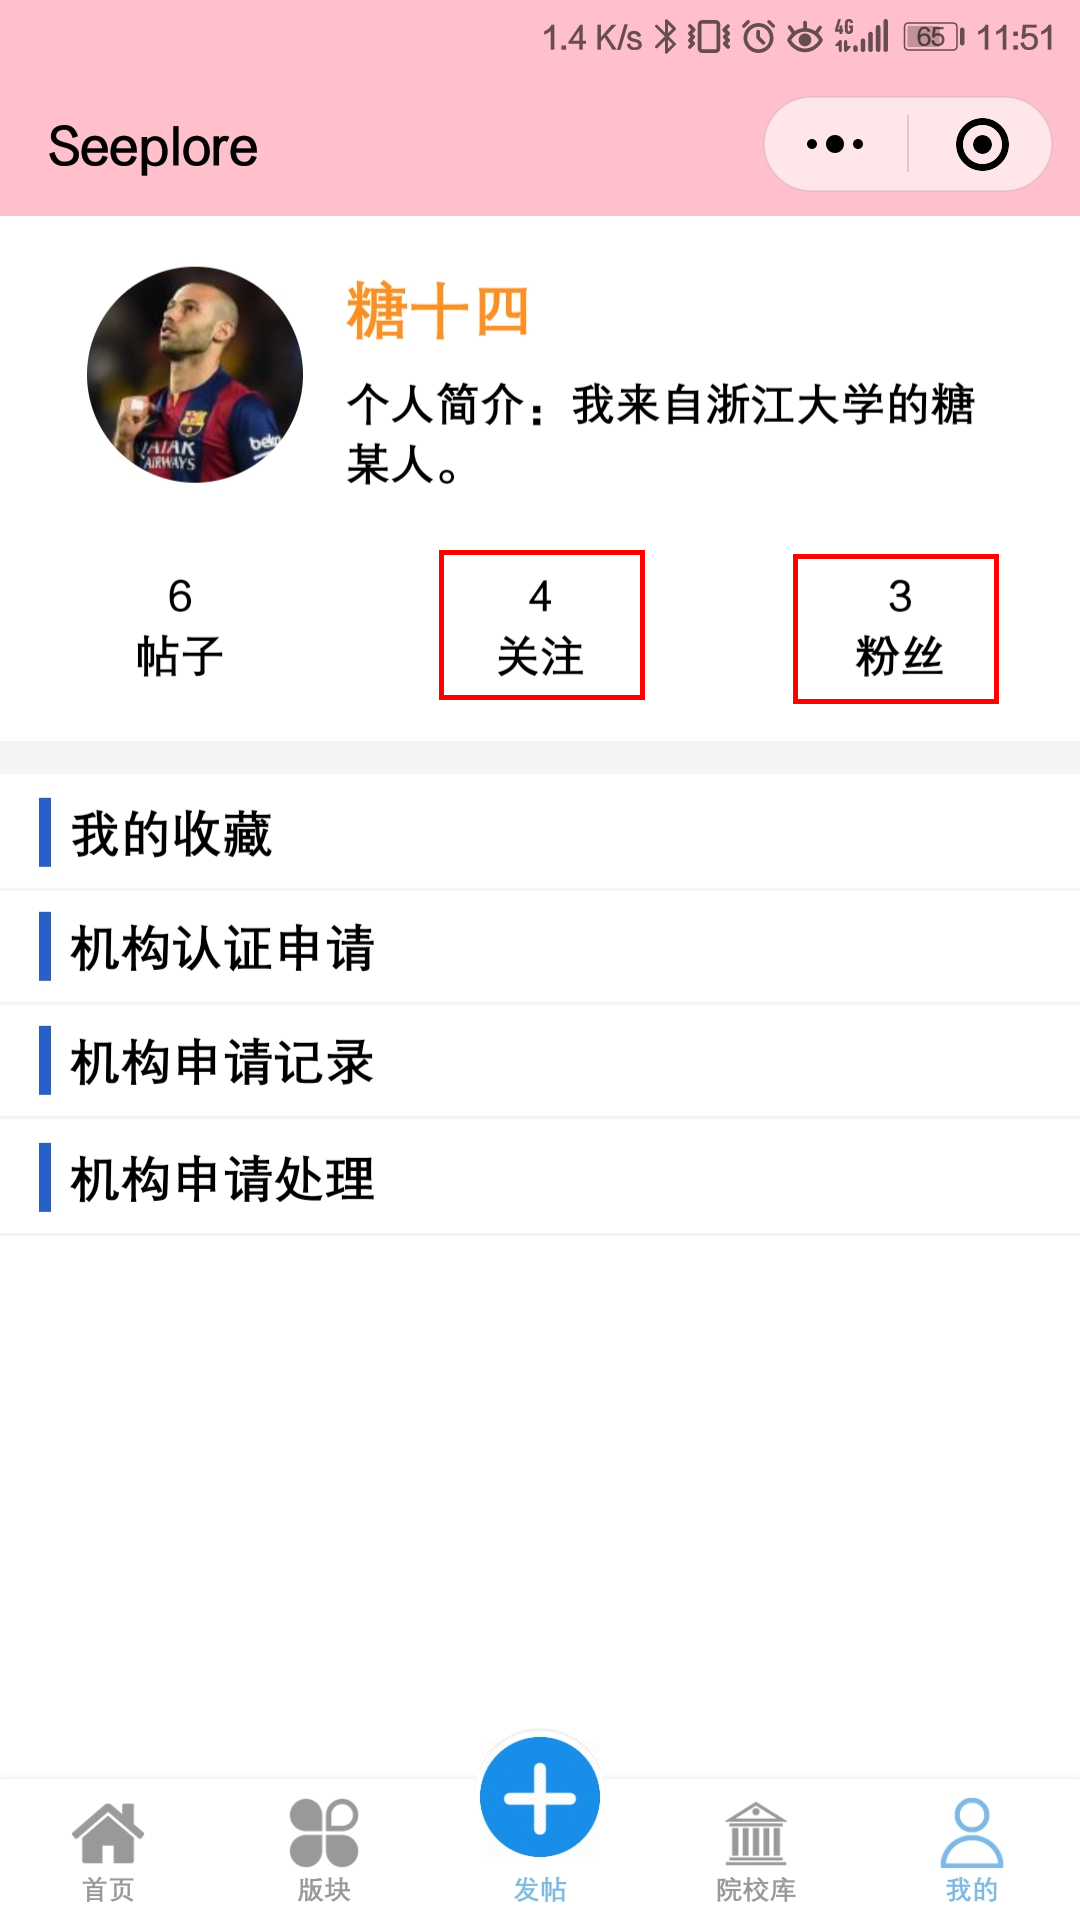 1.4 K/s 4G 65 11:51
Seeplore
糖十四
个人简介：我来自浙江大学的糖
某人。
beko
QATAR
AIRWAYS
6 4 3
帖子 关注 粉丝
我的收藏
机构认证申请
机构申请记录
机构申请处理
首页 版块 发帖 院校库 我的